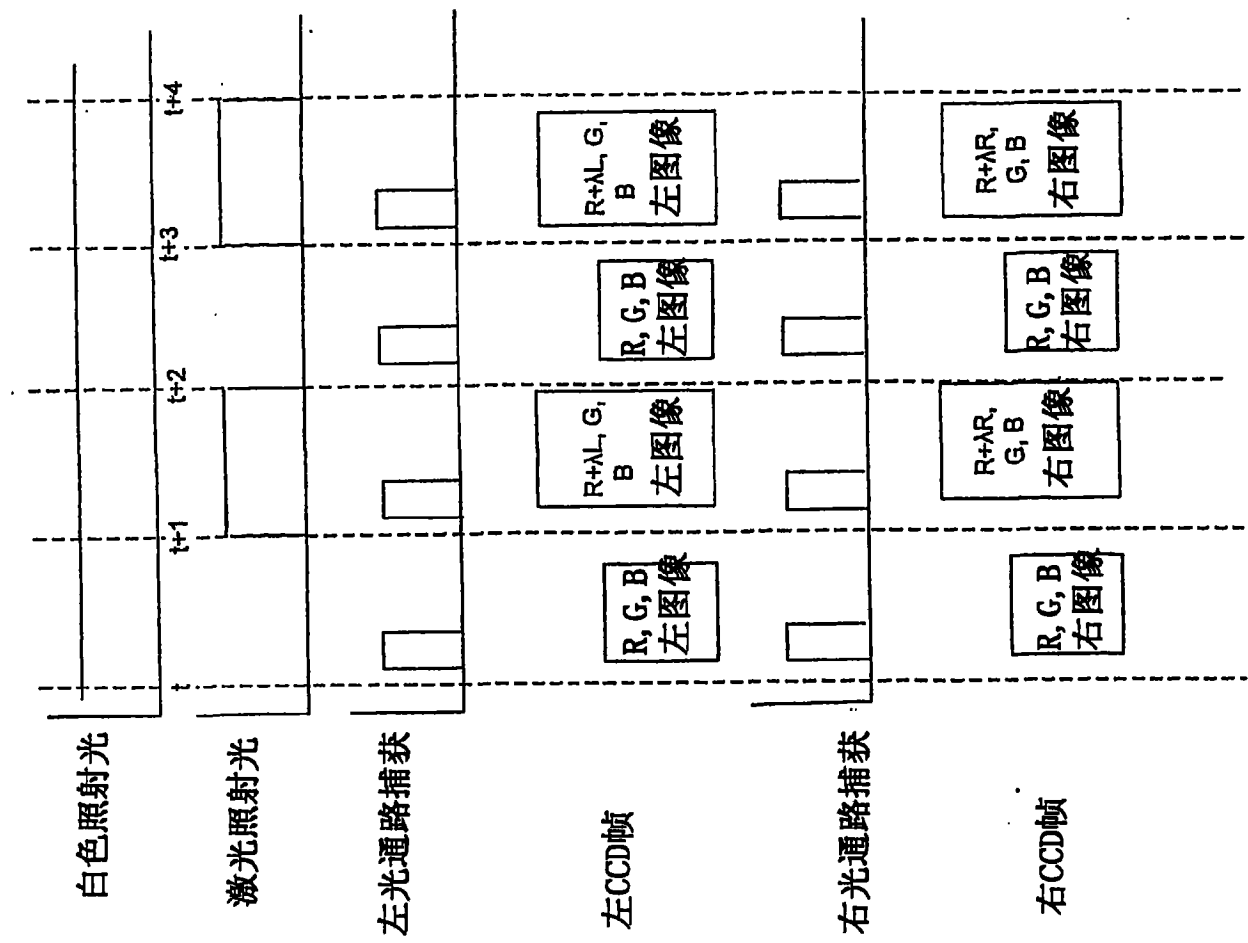 白色照射光
激光照射光
t
t+1
t+2
t+3
t+4
左光通路捕获
左CCD帧
R, G, B
左图像
R+λL, G,
B
左图像
R, G, B
左图像
R+λL, G,
B
左图像
右光通路捕获
右CCD帧
R, G, B
右图像
R+λR,
G, B
右图像
R, G, B
右图像
R+λR,
G, B
右图像